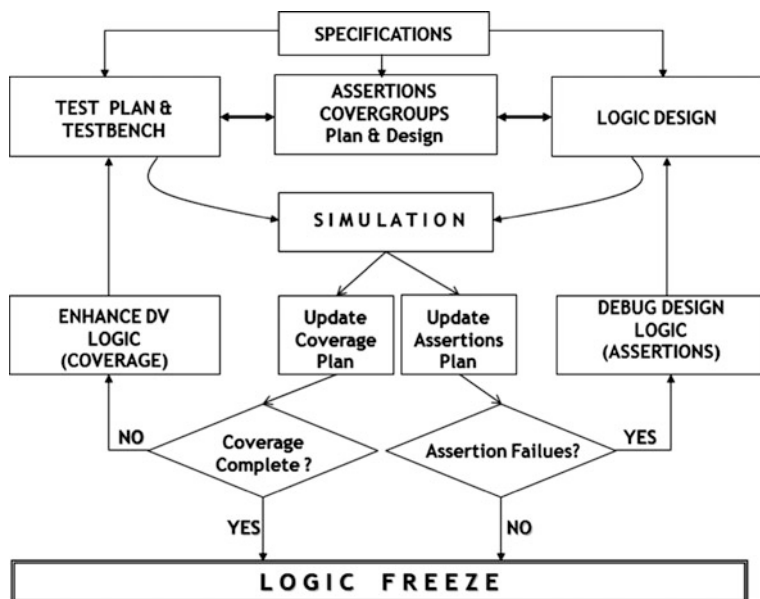 SPECIFICATIONS
TEST PLAN &
TESTBENCH
ASSERTIONS
COVERGROUPS
Plan & Design
LOGIC DESIGN
SIMULATION
ENHANCE DV
LOGIC
(COVERAGE)
Update
Coverage
Plan
Update
Assertions
Plan
DEBUG DESIGN
LOGIC
(ASSERTIONS)
NO
Coverage
Complete ?
Assertion Failues?
YES
YES
NO
LOGIC FREEZE